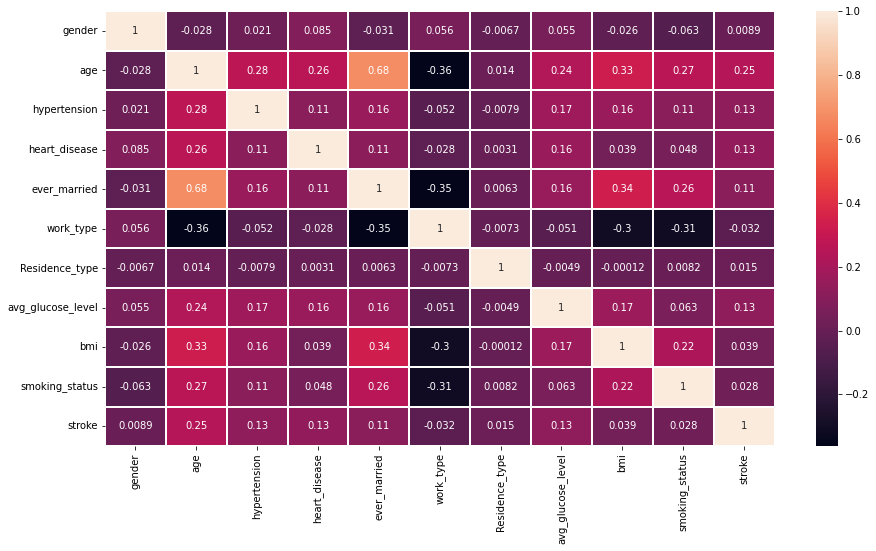 gender 1 -0.028 0.021 0.085 -0.031 0.056 -0.0067 0.055 -0.026 -0.063 0.0089
age -0.028 1 0.28 0.26 0.68 -0.36 0.014 0.24 0.33 0.27 0.25
hypertension 0.021 0.28 1 0.11 0.16 -0.052 -0.0079 0.17 0.16 0.11 0.13
heart_disease 0.085 0.26 0.11 1 0.11 -0.028 0.0031 0.16 0.039 0.048 0.13
ever_married -0.031 0.68 0.16 0.11 1 -0.35 0.0063 0.16 0.34 0.26 0.11
work_type 0.056 -0.36 -0.052 -0.028 -0.35 1 -0.0073 -0.051 -0.3 -0.31 -0.032
Residence_type -0.0067 0.014 -0.0079 0.0031 0.0063 -0.0073 1 -0.0049 -0.00012 0.0082 0.015
avg_glucose_level 0.055 0.24 0.17 0.16 0.16 -0.051 -0.0049 1 0.17 0.063 0.13
bmi -0.026 0.33 0.16 0.039 0.34 -0.3 -0.00012 0.17 1 0.22 0.039
smoking_status -0.063 0.27 0.11 0.048 0.26 -0.31 0.0082 0.063 0.22 1 0.028
stroke 0.0089 0.25 0.13 0.13 0.11 -0.032 0.015 0.13 0.039 0.028 1
gender
age
hypertension
heart_disease
ever_married
work_type
Residence_type
avg_glucose_level
bmi
smoking_status
stroke
1.0
0.8
0.6
0.4
0.2
0.0
−0.2